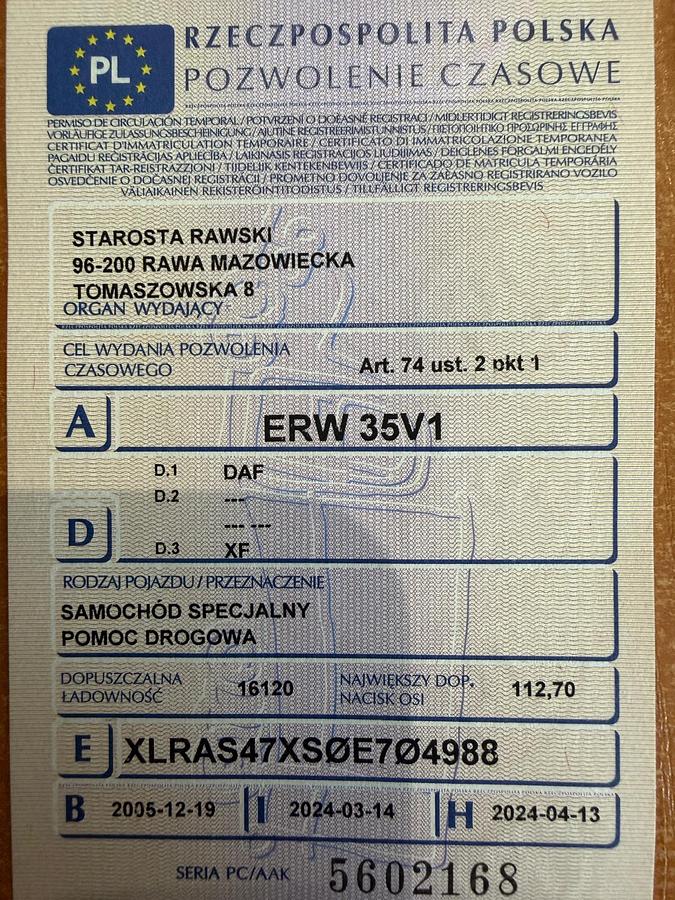 PL
RZECZPOSPOLITA POLSKA
POZWOLENIE CZASOWE
PERMISO DE CIRCULACIÓN TEMPORAL / POTVRZENÍ O DOČASNÉ REGISTRACI / MIDLERTIDIGT REGISTRERINGSBEVIS
VORLÄUFIGE ZULASSUNGSBESCHEINIGUNG / AJUTINE REGISTREERIMISTUNNISTUS / ΠΙΣΤΟΠΟΙΗΤΙΚΟ ΠΡΟΣΩΡΙΝΗΣ ΕΓΓΡΑΦΗΣ
CERTIFICAT D'IMMATRICULATION TEMPORAIRE / CERTIFICATO DI IMMATRICOLAZIONE TEMPORANEA
PAGAIDU REĢISTRĀCIJAS APLIECĪBA / LAIKINASIS REGISTRACIJOS LIUDIJIMAS / IDEIGLENES FORGALMI ENGEDÉLY
ĊERTIFIKAT TAR-REĠISTRAZZJONI / TIJDELIJK KENTEKENBEWIJS / CERTIFICADO DE MATRICULA TEMPORÁRIA
OSVEDČENIE O DOČASNEJ REGISTRÁCII / PROMETNO DOVOLJENJE ZA ZAČASNO REGISTRIRANO VOZILO
VÄLIAIKAINEN REKISTERÖINTITODISTUS / TILLFÄLLIGT REGISTRERINGSBEVIS
STAROSTA RAWSKI
96-200 RAWA MAZOWIECKA
TOMASZOWSKA 8
ORGAN WYDAJĄCY
CEL WYDANIA POZWOLENIA
CZASOWEGO
Art. 74 ust. 2 pkt 1
A ERW 35V1
D
D.1 DAF
D.2 ---
--- ---
D.3 XF
RODZAJ POJAZDU / PRZEZNACZENIE
SAMOCHÓD SPECJALNY
POMOC DROGOWA
DOPUSZCZALNA
ŁADOWNOŚĆ
16120
NAJWIĘKSZY DOP.
NACISK OSI
112,70
E XLRAS47XSØE7Ø4988
B 2005-12-19 I 2024-03-14 H 2024-04-13
SERIA PC/AAK 5602168